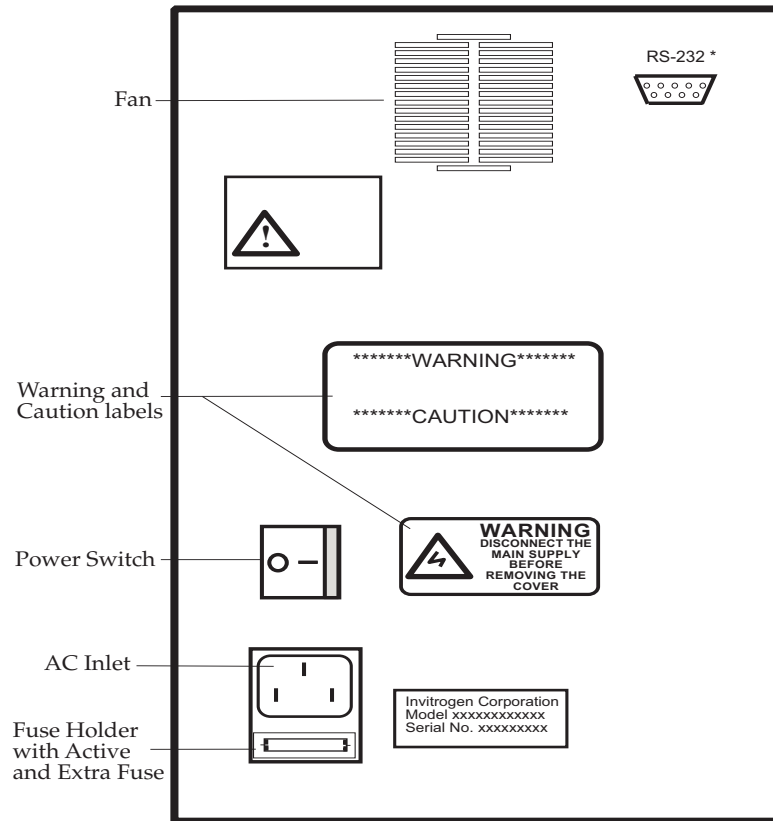 RS-232 *
Fan
!
*******WARNING*******
*******CAUTION*******
Warning and
Caution labels
WARNING
DISCONNECT THE
MAIN SUPPLY
BEFORE
REMOVING THE
COVER
Power Switch
AC Inlet
Invitrogen Corporation
Model xxxxxxxxxxxx
Serial No. xxxxxxxxx
Fuse Holder
with Active
and Extra Fuse